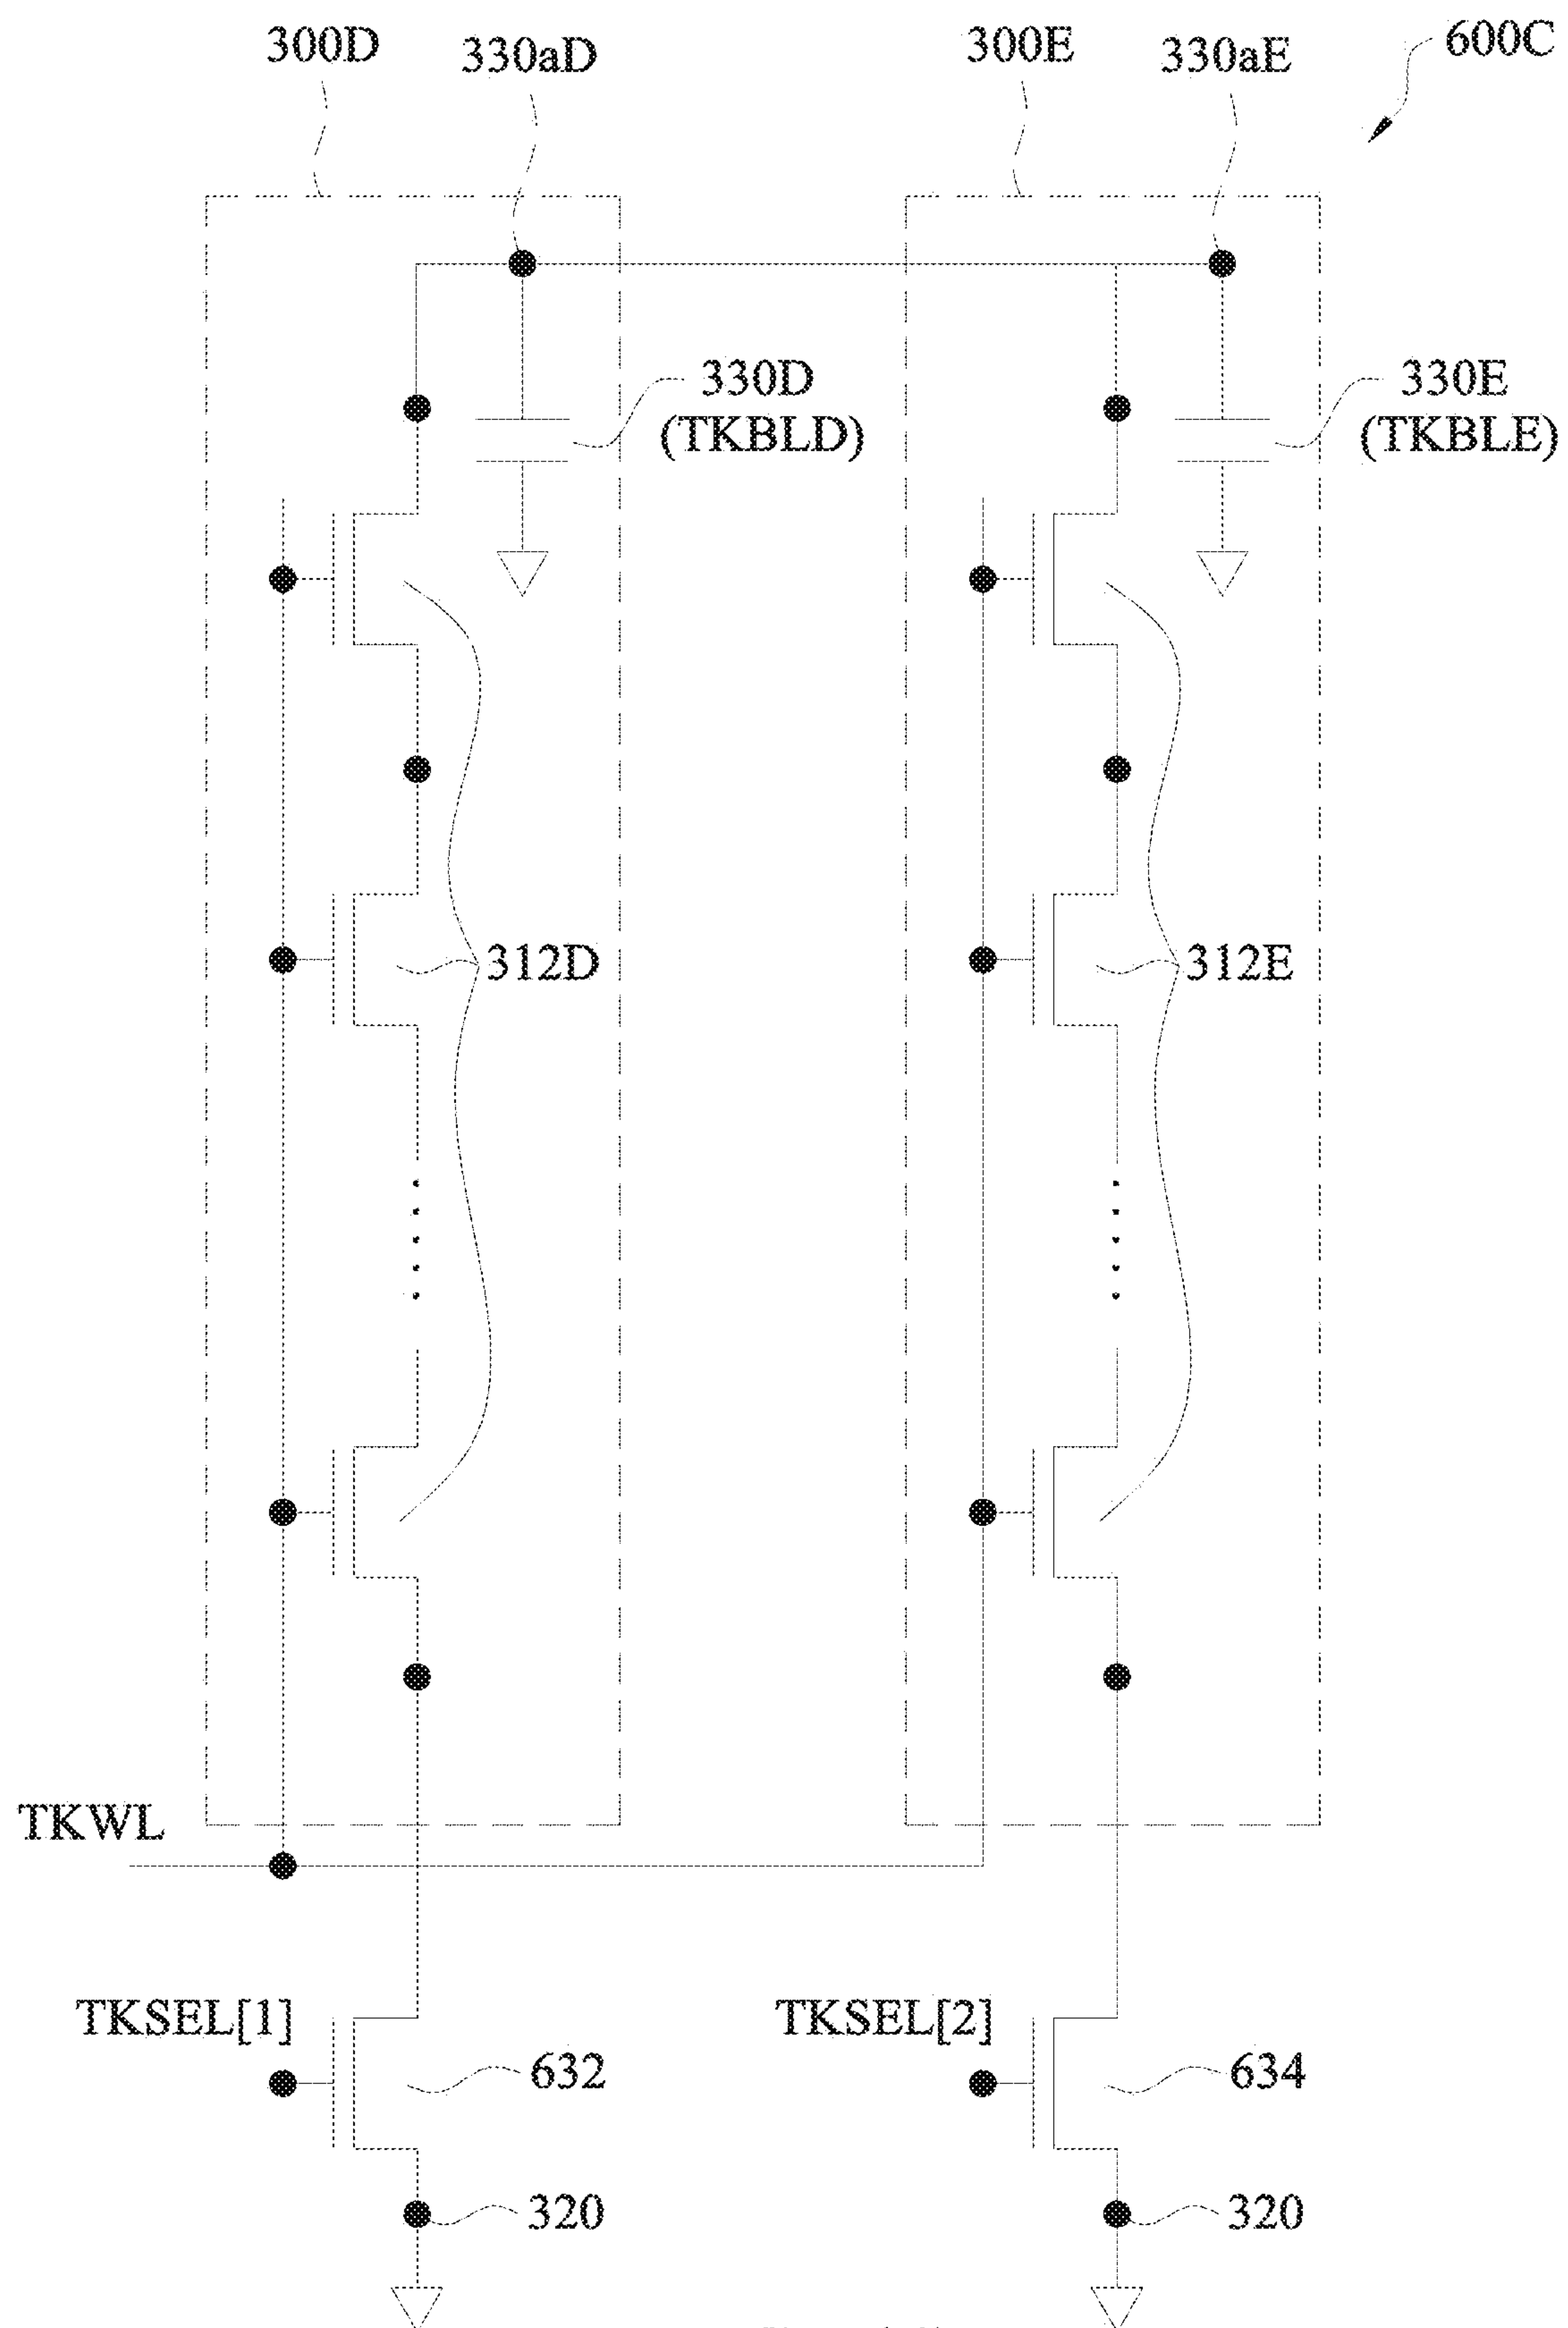 300D 330aD 300E 330aE 600C
330D
(TKBLD)
330E
(TKBLE)
312D 312E
TKWL
TKSEL[1] TKSEL[2]
632 634
320 320